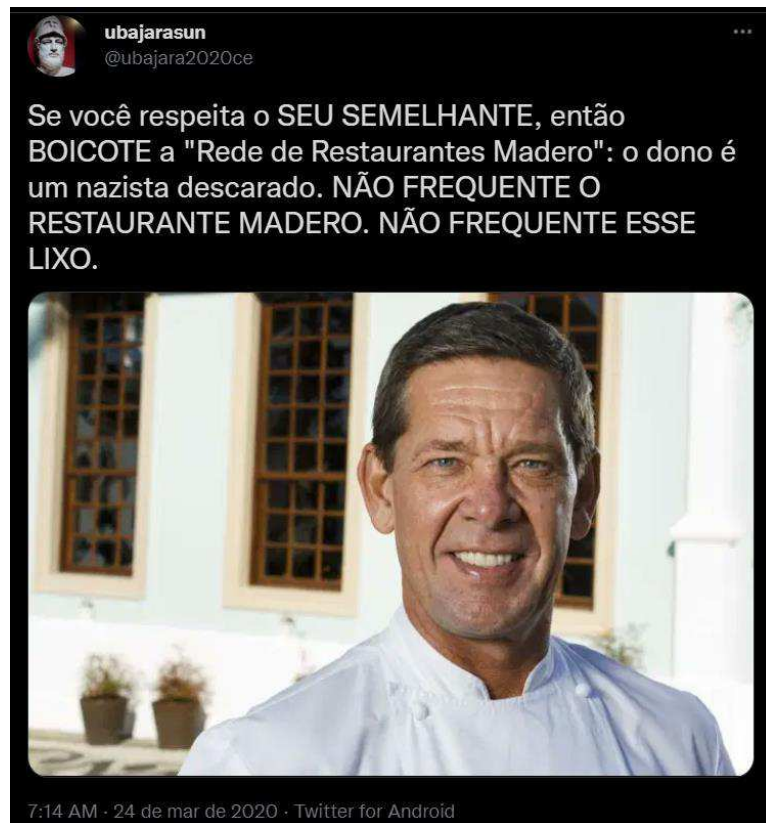 ubajarasun
@ubajara2020ce
Se você respeita o SEU SEMELHANTE, então
BOICOTE a "Rede de Restaurantes Madero": o dono é
um nazista descarado. NÃO FREQUENTE O
RESTAURANTE MADERO. NÃO FREQUENTE ESSE
LIXO.
7:14 AM · 24 de mar de 2020 · Twitter for Android